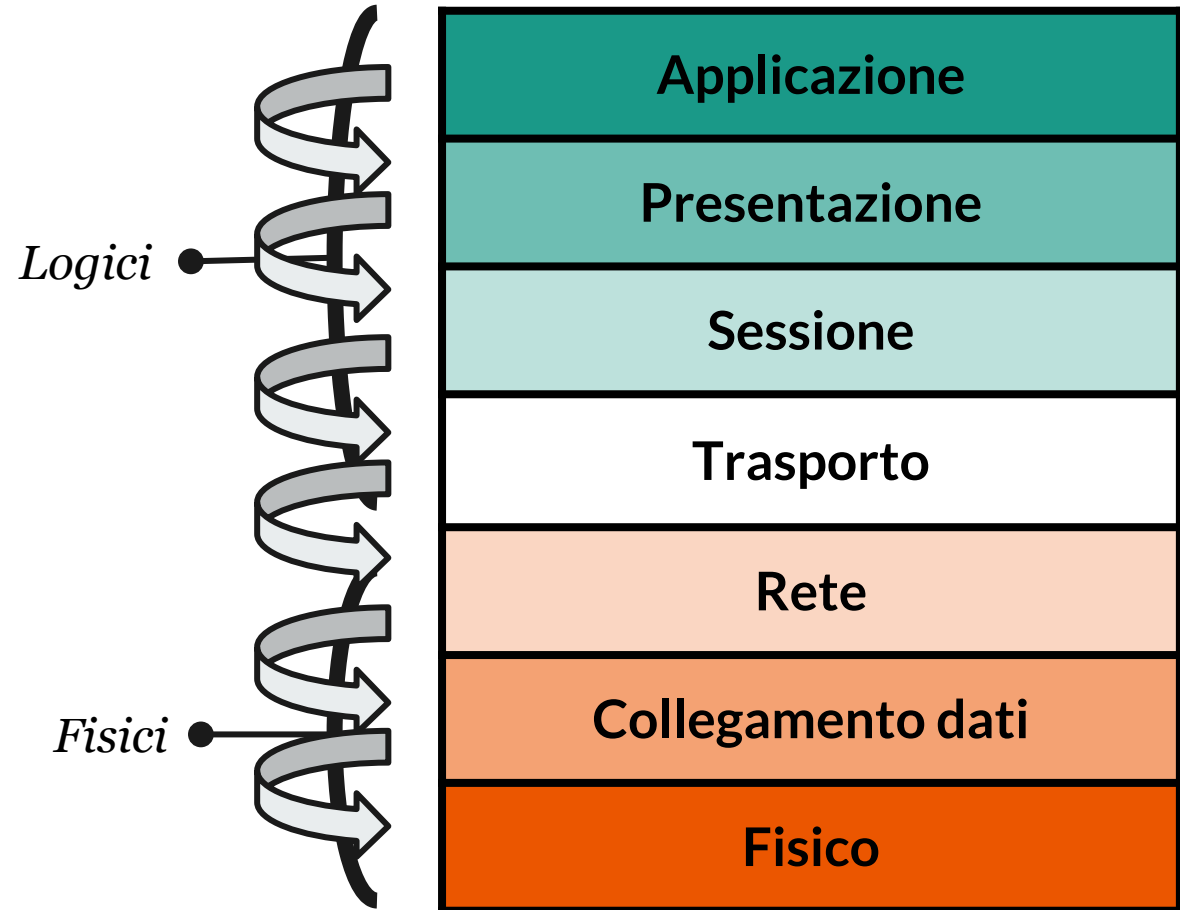 Applicazione
Presentazione
Logici
Sessione
Trasporto
Rete
Collegamento dati
Fisici
Fisico